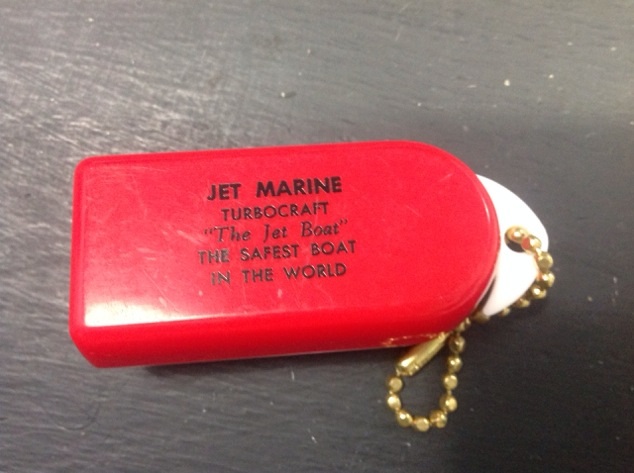 JET MARINE
TURBOCRAFT
"The Jet Boat"
THE SAFEST BOAT
IN THE WORLD